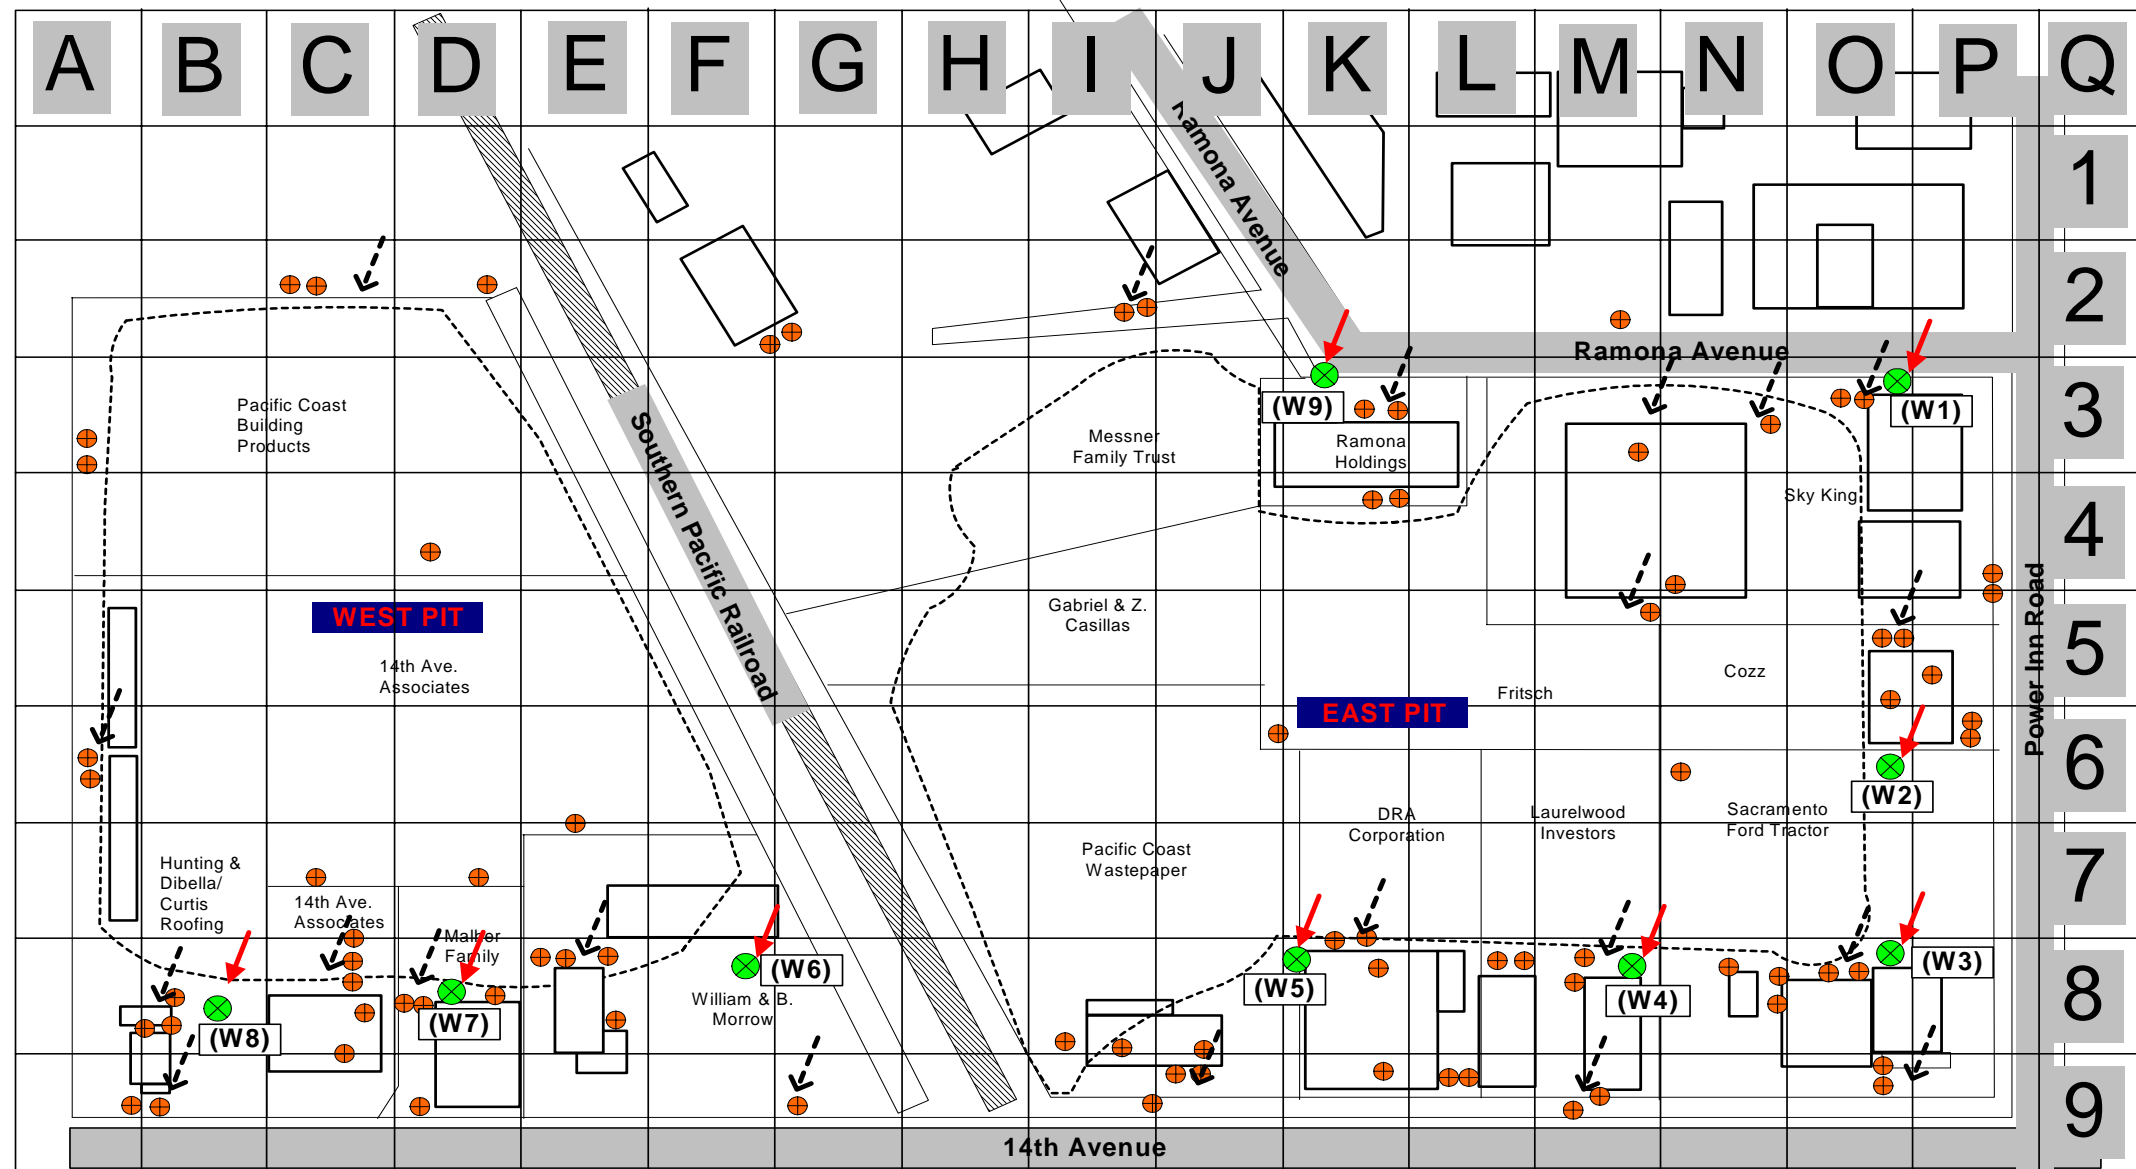 A B C D E F G H I J K L M N O P Q
1
Ramona Avenue
2
Ramona Avenue
3
(W9)
(W1)
Pacific Coast
Building
Products
Messner
Family Trust
Ramona
Holdings
Southern Pacific Railroad
Sky King
4
WEST PIT
Gabriel & Z.
Casillas
Power Inn Road
5
14th Ave.
Associates
Cozz
Fritsch
EAST PIT
6
(W2)
DRA
Corporation
Laurelwood
Investors
Sacramento
Ford Tractor
Pacific Coast
Wastepaper
7
Hunting &
Dibella/
Curtis
Roofing
14th Ave.
Associates
Malhor
Family
(W6)
(W3)
(W5)
(W4)
8
William & B.
Morrow
(W7)
(W8)
9
14th Avenue